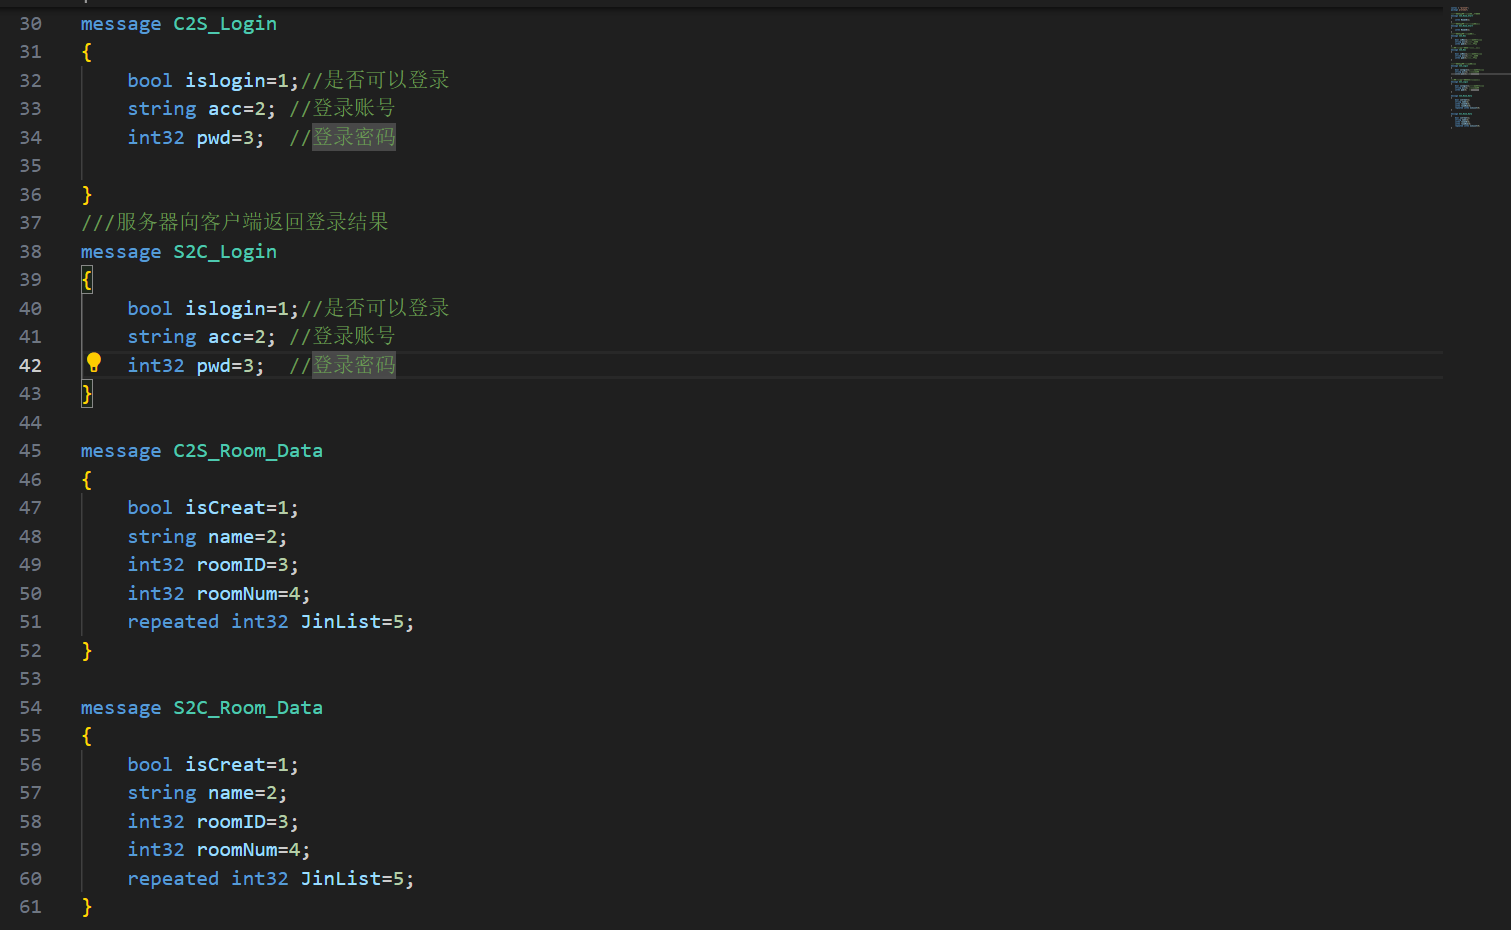 30 message C2S_Login
31 {
32 bool islogin=1;//是否可以登录
33 string acc=2; //登录账号
34 int32 pwd=3; //登录密码
35
36 }
37 ///服务器向客户端返回登录结果
38 message S2C_Login
39 {
40 bool islogin=1;//是否可以登录
41 string acc=2; //登录账号
42 int32 pwd=3; //登录密码
43 }
44
45 message C2S_Room_Data
46 {
47 bool isCreat=1;
48 string name=2;
49 int32 roomID=3;
50 int32 roomNum=4;
51 repeated int32 JinList=5;
52 }
53
54 message S2C_Room_Data
55 {
56 bool isCreat=1;
57 string name=2;
58 int32 roomID=3;
59 int32 roomNum=4;
60 repeated int32 JinList=5;
61 }